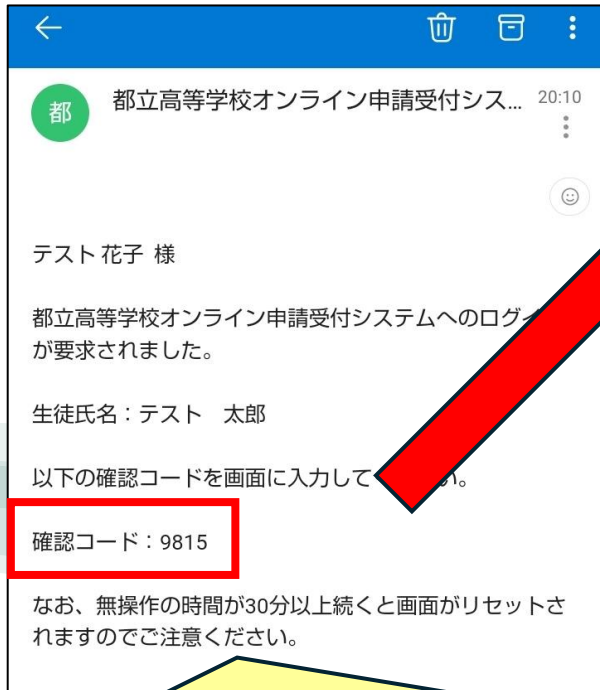 都
都立高等学校オンライン申請受付シス... 20:10
テスト 花子 様
都立高等学校オンライン申請受付システムへのログイ
が要求されました。
生徒氏名：テスト　太郎
以下の確認コードを画面に入力して い。
確認コード：9815
なお、無操作の時間が30分以上続くと画面がリセットさ
れますのでご注意ください。